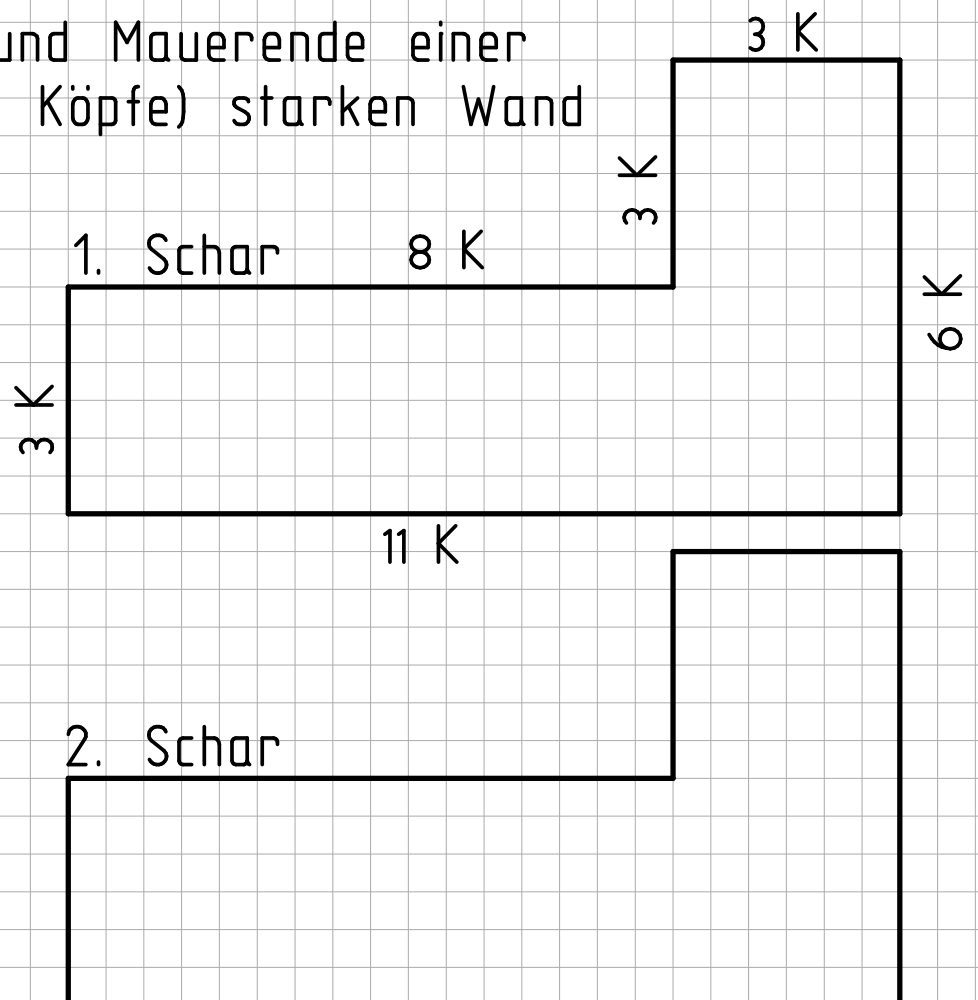 und Mauerende einer
3 K
Köpfe) starken Wand
3 K
1. Schar
8 K
6 K
3 K
11 K
2. Schar